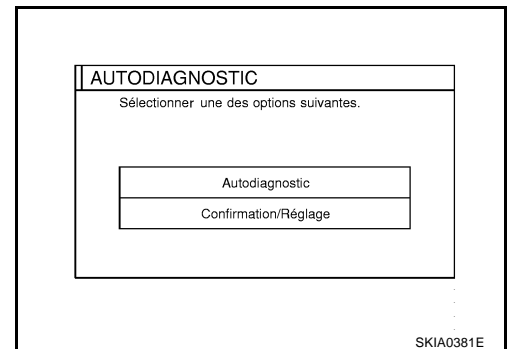 AUTODIAGNOSTIC
Sélectionner une des options suivantes.
Autodiagnostic
Confirmation/Réglage
SKIA0381E